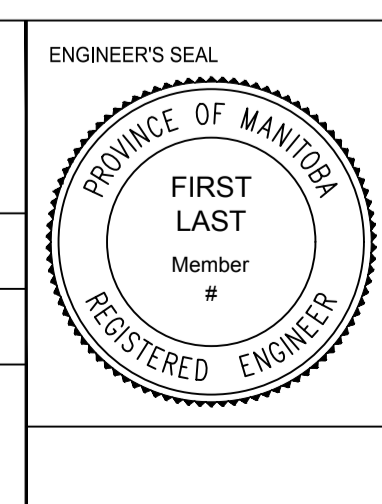 ENGINEER'S SEAL
PROVINCE OF MANITOBA
FIRST
LAST
Member
#
REGISTERED ENGINEER